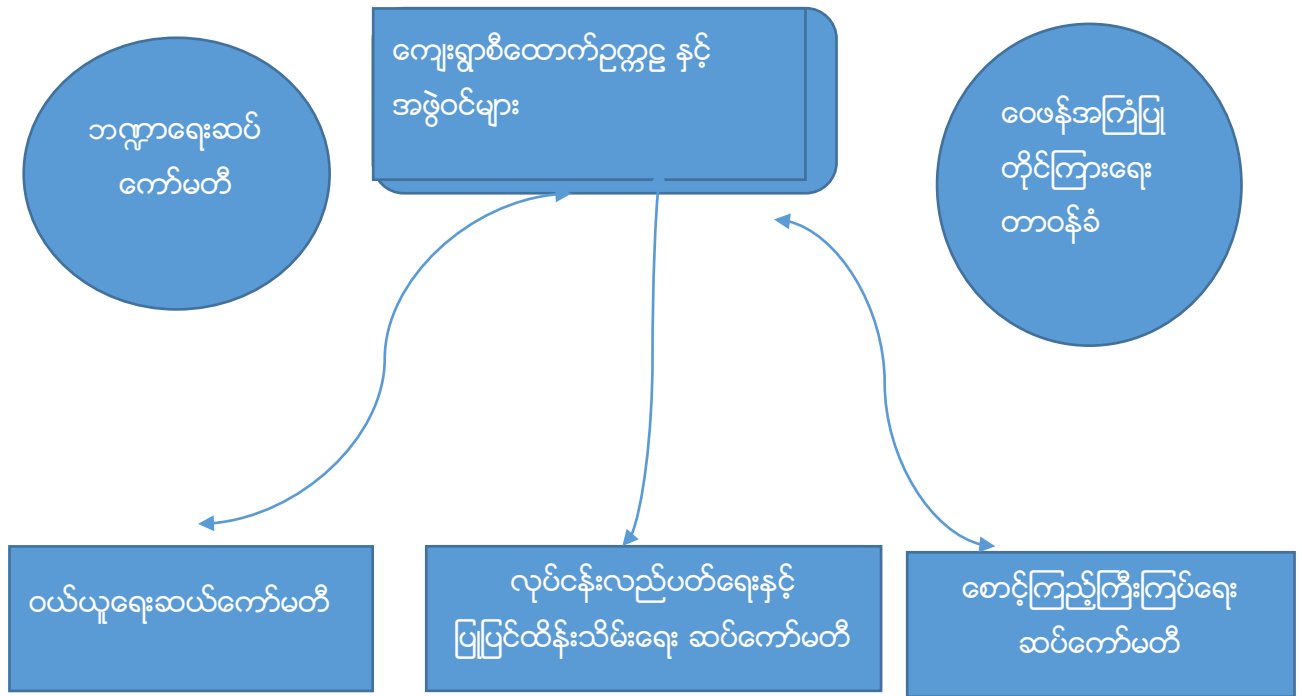 ကျေးရွာစီထောက်ဥက္ကဋ္ဌ နှင့်
အဖွဲ့ဝင်များ
ဘဏ္ဍာရေးဆပ်
ကော်မတီ
ဝေဖန်အကြံပြု
တိုင်ကြားရေး
တာဝန်ခံ
ဝယ်ယူရေးဆယ်ကော်မတီ
လုပ်ငန်းလည်ပတ်ရေးနှင့်
ပြုပြင်ထိန်းသိမ်းရေး ဆပ်ကော်မတီ
စောင့်ကြည့်ကြီးကြပ်ရေး
ဆပ်ကော်မတီ